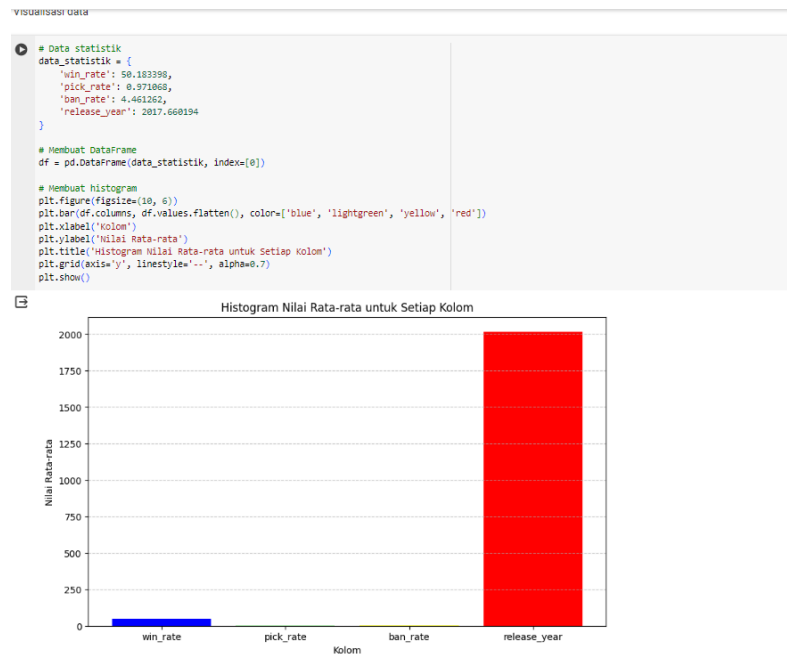 Visualisasi data
# Data statistik
data_statistik = {
    'win_rate': 50.183398,
    'pick_rate': 0.971068,
    'ban_rate': 4.461262,
    'release_year': 2017.660194
}
# Membuat DataFrame
df = pd.DataFrame(data_statistik, index=[0])
# Membuat histogram
plt.figure(figsize=(10, 6))
plt.bar(df.columns, df.values.flatten(), color=['blue', 'lightgreen', 'yellow', 'red'])
plt.xlabel('Kolom')
plt.ylabel('Nilai Rata-rata')
plt.title('Histogram Nilai Rata-rata untuk Setiap Kolom')
plt.grid(axis='y', linestyle='--', alpha=0.7)
plt.show()
Histogram Nilai Rata-rata untuk Setiap Kolom
2000
1750
1500
1250
1000
750
500
250
0
Nilai Rata-rata
win_rate pick_rate ban_rate release_year
Kolom